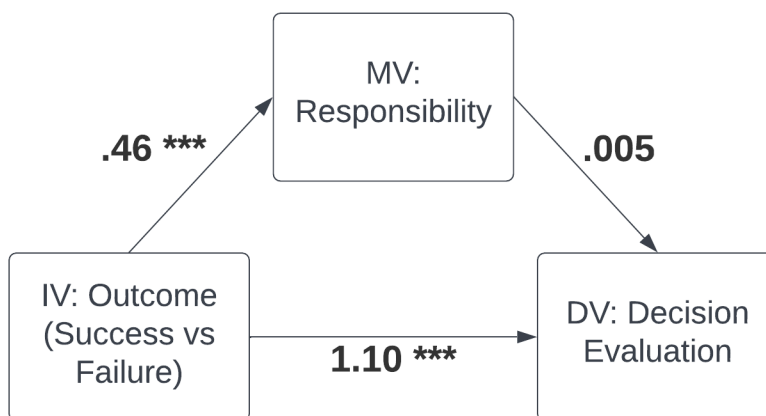 MV:
Responsibility
.46 ***
.005
IV: Outcome
(Success vs
Failure)
1.10 ***
DV: Decision
Evaluation